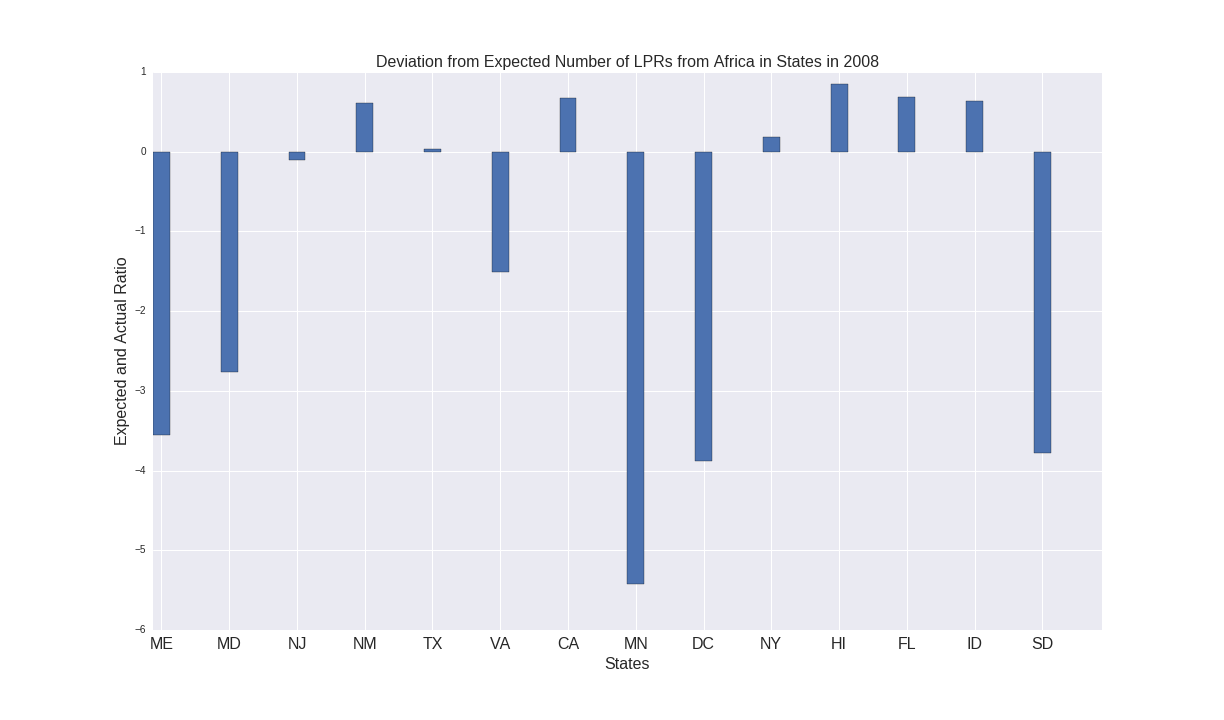 Deviation from Expected Number of LPRs from Africa in States in 2008
Expected and Actual Ratio
1
0
−1
−2
−3
−4
−5
−6
ME MD NJ NM TX VA CA MN DC NY HI FL ID SD
States